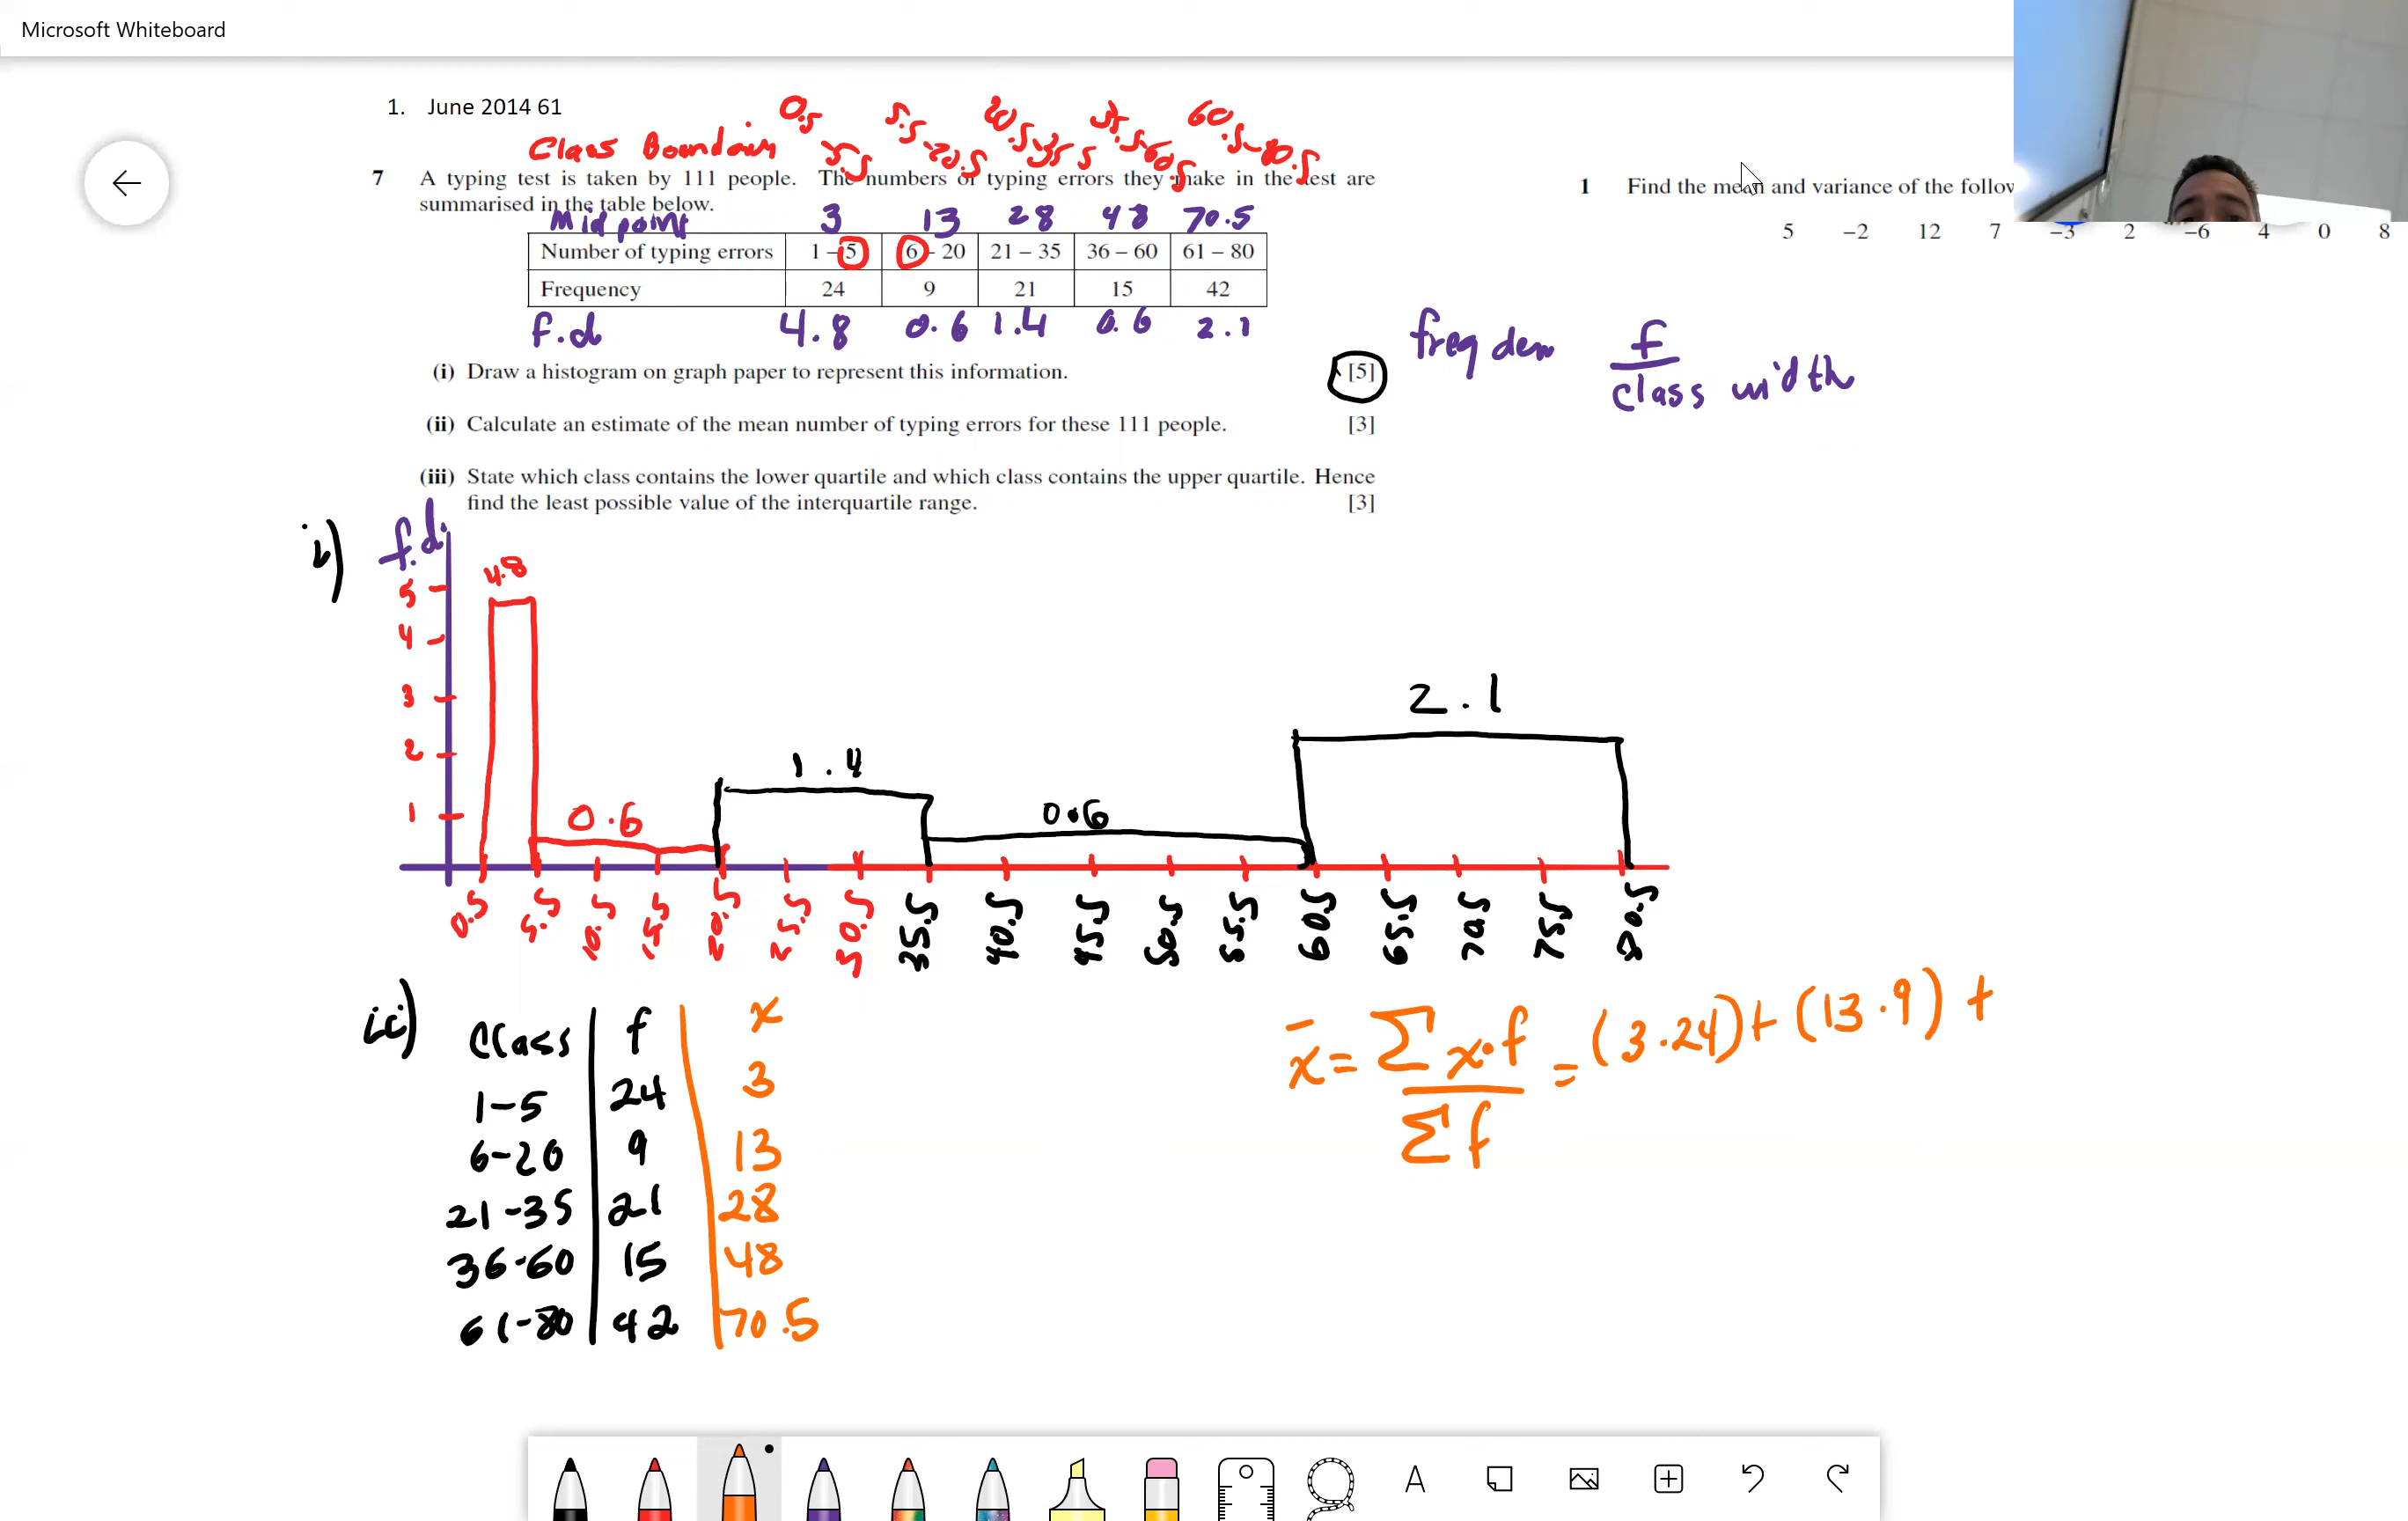 Microsoft Whiteboard
1. June 2014 61
0.5 5.5 20.5 60.5
Class
5.5 20.5 35.5 60.5 80.5
7 A typing test is taken by 111 people. The numbers of typing errors they make in the test are
summarised in the table below.
Mid point 3 13 28 48 70.5
Number of typing errors 1 – 5 6 – 20 21 – 35 36 – 60 61 – 80
Frequency 24 9 21 15 42
f.d 4.8 0.6 1.4 0.6 2.1
(i) Draw a histogram on graph paper to represent this information. [5]
(ii) Calculate an estimate of the mean number of typing errors for these 111 people. [3]
(iii) State which class contains the lower quartile and which class contains the upper quartile. Hence
find the least possible value of the interquartile range. [3]
1 Find the mean and variance of the follow
5 −2 12 7 −3 2 −6 4 0 8
freq den f
class width
i) f.d.
5 4.8
4
3
2
1
0.6
1.4
0.6
2.1
0.5 5.5 10.5 15.5 20.5 25.5 30.5 35.5 40.5 45.5 50.5 55.5 60.5 65.5 70.5 75.5 80.5
ii) Class f x
1-5 24 3
6-20 9 13
21-35 21 28
36-60 15 48
61-80 42 70.5
x̄ = Σ x·f = (3·24) + (13·9) +
Σ f
A